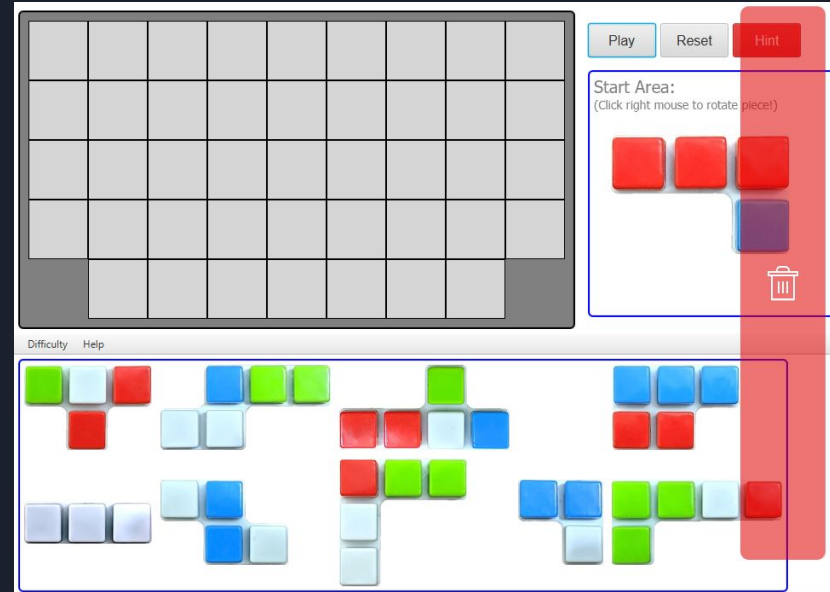 Play Reset Hint
Start Area:
(Click right mouse to rotate piece!)
Difficulty Help